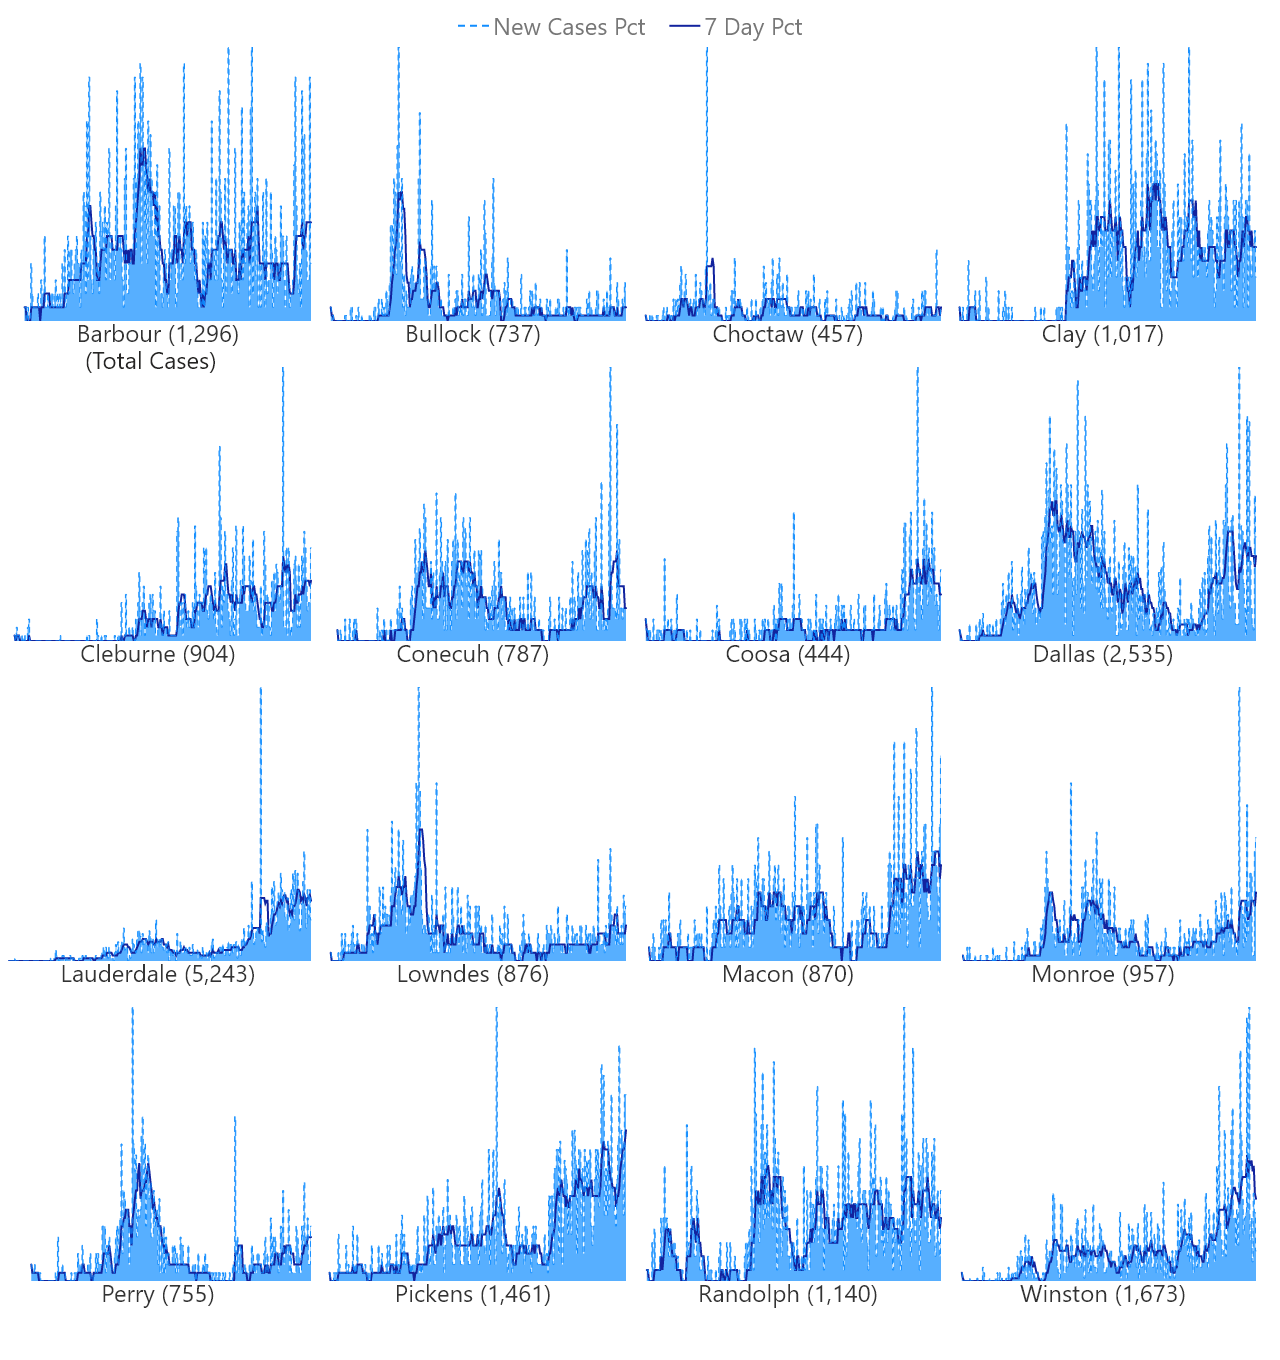 New Cases Pct 7 Day Pct
Barbour (1,296) Bullock (737) Choctaw (457) Clay (1,017)
(Total Cases)
Cleburne (904) Conecuh (787) Coosa (444) Dallas (2,535)
Lauderdale (5,243) Lowndes (876) Macon (870) Monroe (957)
Perry (755) Pickens (1,461) Randolph (1,140) Winston (1,673)